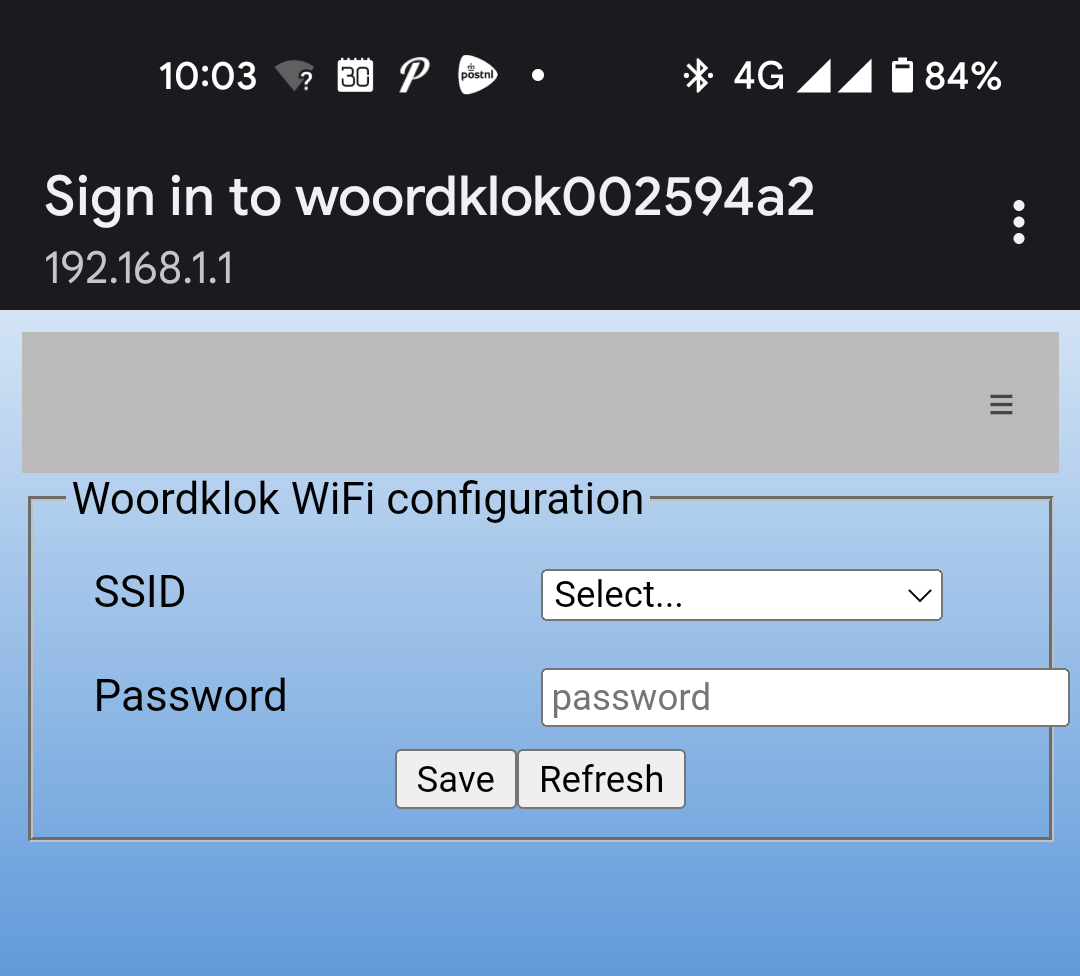 10:03 ? 30 postnl 4G 84%
Sign in to woordklok002594a2
192.168.1.1
Woordklok WiFi configuration
SSID Select...
Password password
Save Refresh